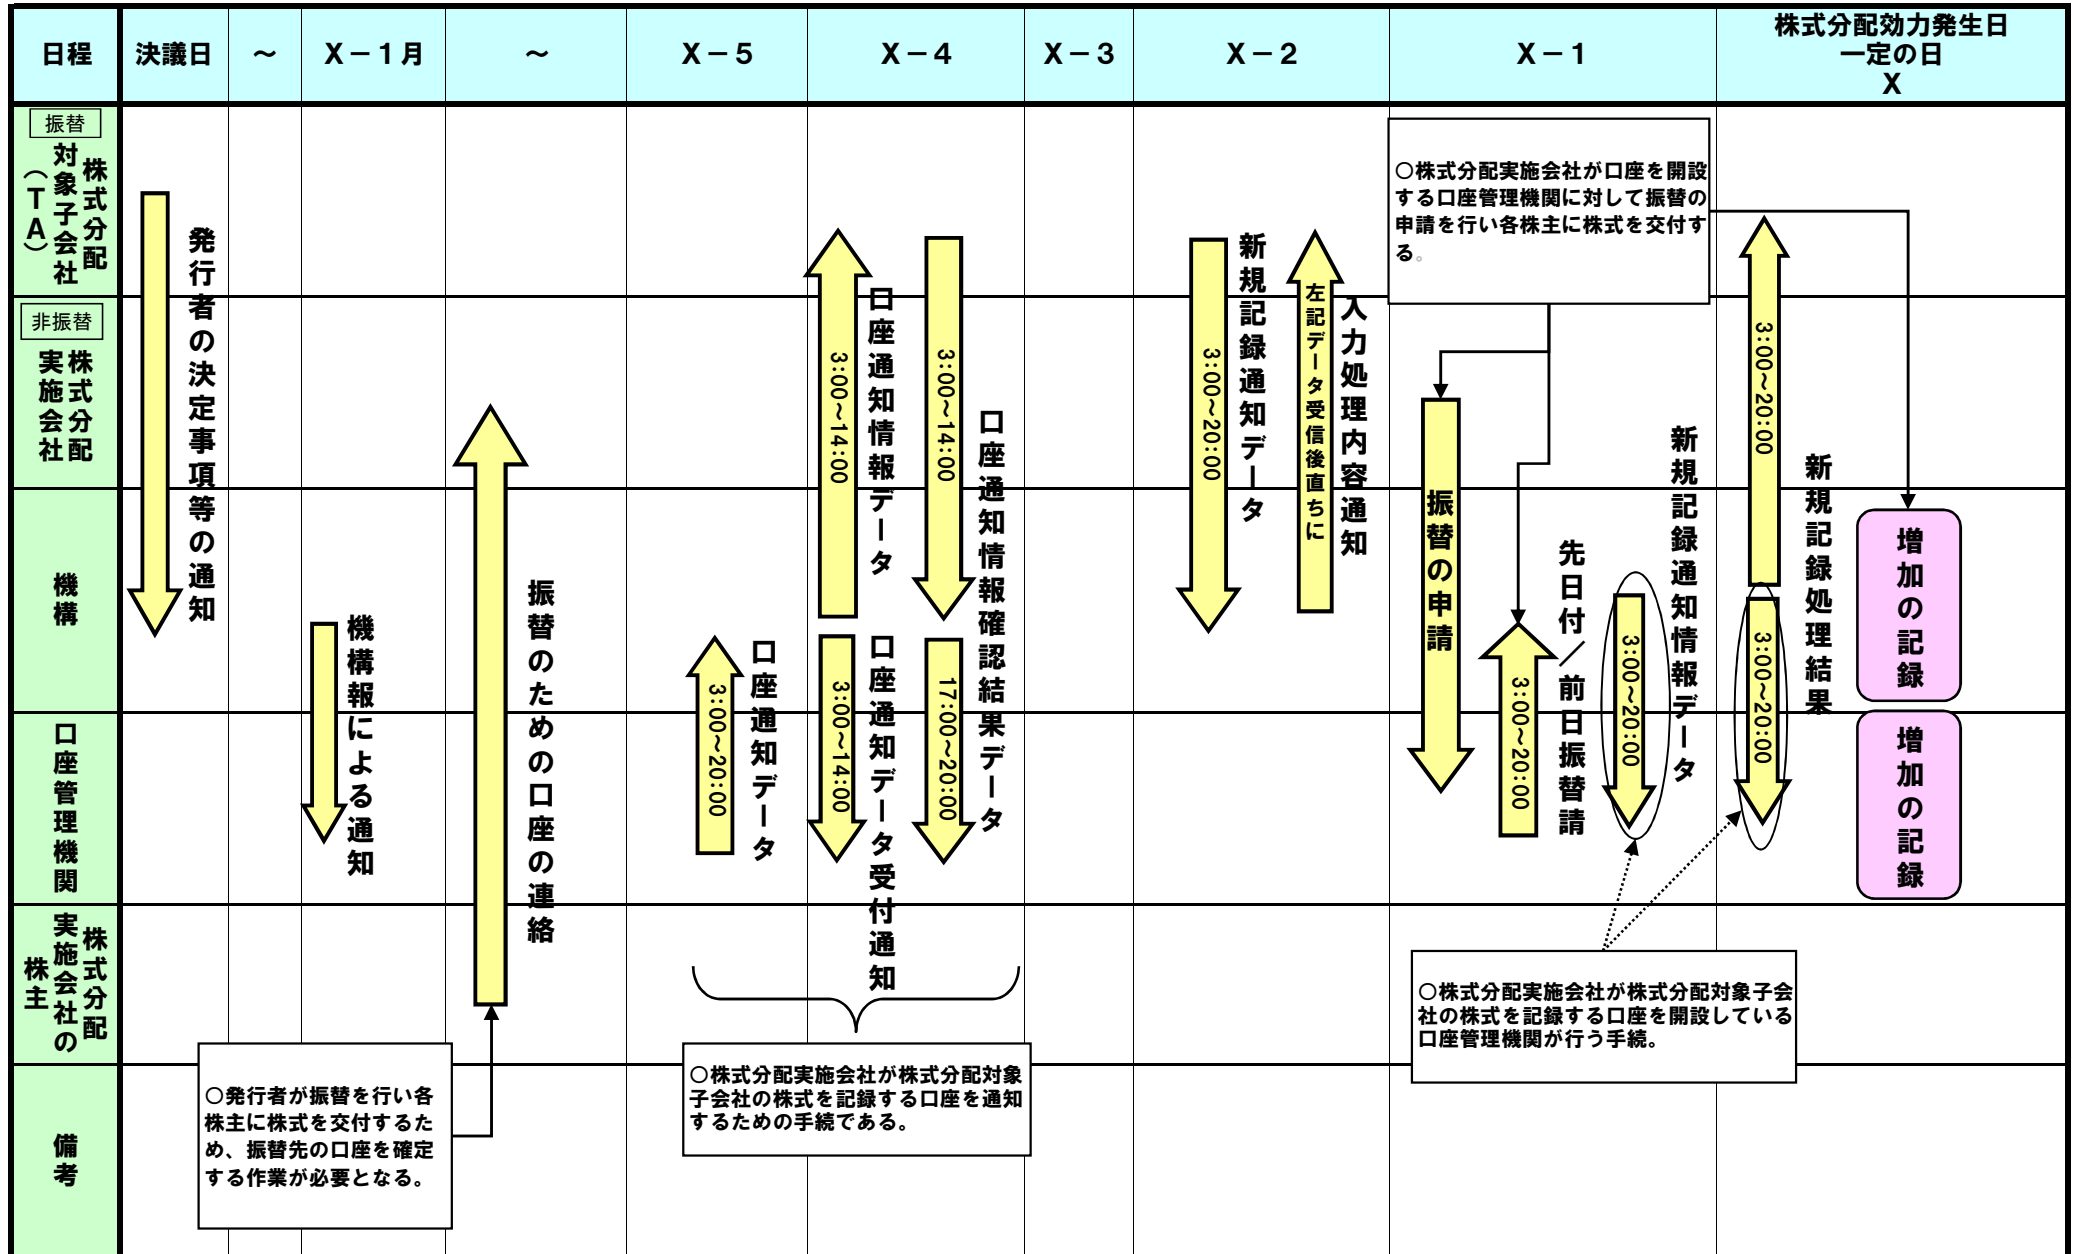 日程
決議日
～
X－1月
～
X－5
X－4
X－3
X－2
X－1
株式分配効力発生日
一定の日
X
振替
株式分配
対象子会社
（TA）
非振替
株式分配
実施会社
機構
口座管理機関
株式分配
実施会社の
株主
備考
発行者の決定事項等の通知
機構報による通知
振替のための口座の連絡
3:00～20:00
口座通知データ
3:00～14:00
口座通知情報データ
3:00～14:00
口座通知データ受付通知
3:00～14:00
17:00～20:00
口座通知情報確認結果データ
3:00～20:00
新規記録通知データ
左記データ受信後直ちに
入力処理内容通知
○株式分配実施会社が口座を開設
する口座管理機関に対して振替の
申請を行い各株主に株式を交付す
る。
振替の申請
3:00～20:00
先日付／前日振替請
3:00～20:00
新規記録通知情報データ
3:00～20:00
3:00～20:00
新規記録処理結果
増加の記録
増加の記録
○発行者が振替を行い各
株主に株式を交付するた
め、振替先の口座を確定
する作業が必要となる。
○株式分配実施会社が株式分配対象
子会社の株式を記録する口座を通知
するための手続である。
○株式分配実施会社が株式分配対象子会
社の株式を記録する口座を開設している
口座管理機関が行う手続。